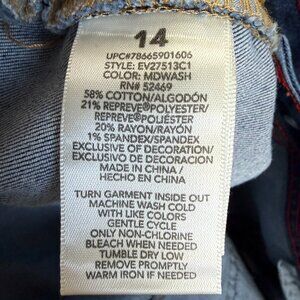 14
UPC#78665901606
STYLE: EV27513C1
COLOR: MDWASH
RN# 52469
58% COTTON/ALGODÓN
21% REPREVE®POLYESTER/
REPREVE®POLIÉSTER
20% RAYON/RAYÓN
1% SPANDEX/SPANDEX
EXCLUSIVE OF DECORATION/
EXCLUSIVO DE DECORACION
MADE IN CHINA /
HECHO EN CHINA
TURN GARMENT INSIDE OUT
MACHINE WASH COLD
WITH LIKE COLORS
GENTLE CYCLE
ONLY NON-CHLORINE
BLEACH WHEN NEEDED
TUMBLE DRY LOW
REMOVE PROMPTLY
WARM IRON IF NEEDED